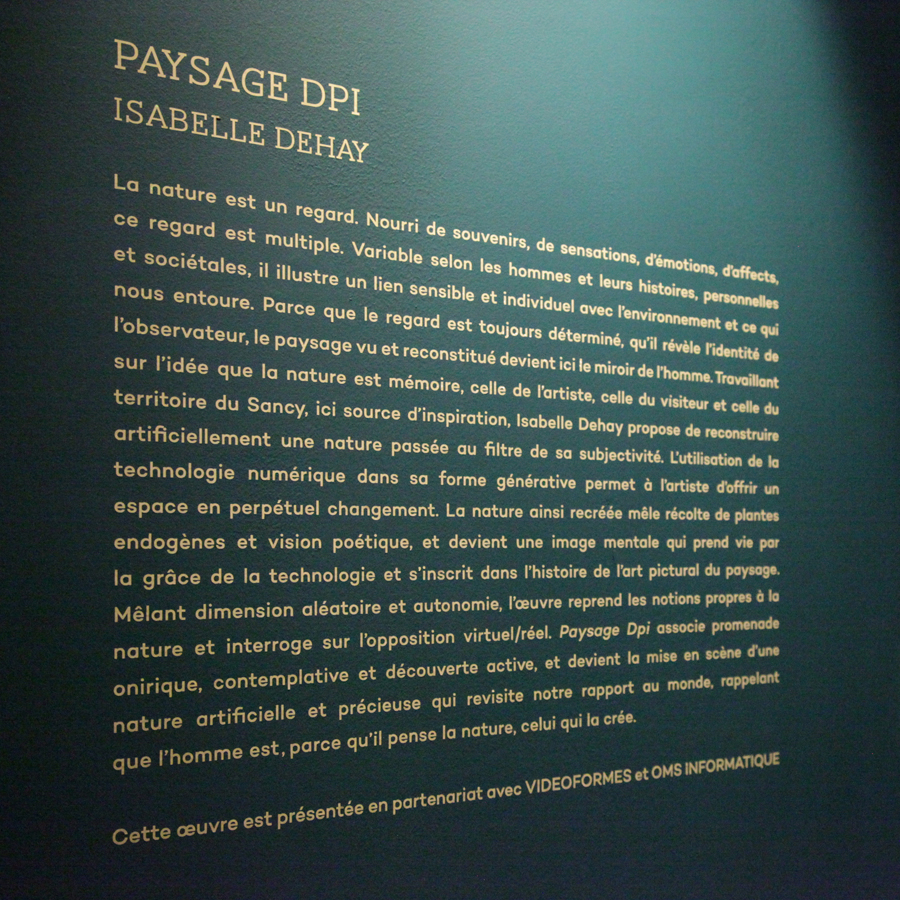 PAYSAGE DPI
ISABELLE DEHAY
La nature est un regard. Nourri de souvenirs, de sensations, d'émotions, d'affects,
ce regard est multiple. Variable selon les hommes et leurs histoires, personnelles
et sociétales, il illustre un lien sensible et individuel avec l'environnement et ce qui
nous entoure. Parce que le regard est toujours déterminé, qu'il révèle l'identité de
l'observateur, le paysage vu et reconstitué devient ici le miroir de l'homme. Travaillant
sur l'idée que la nature est mémoire, celle de l'artiste, celle du visiteur et celle du
territoire du Sancy, ici source d'inspiration, Isabelle Dehay propose de reconstruire
artificiellement une nature passée au filtre de sa subjectivité. L'utilisation de la
technologie numérique dans sa forme générative permet à l'artiste d'offrir un
espace en perpétuel changement. La nature ainsi recréée mêle récolte de plantes
endogènes et vision poétique, et devient une image mentale qui prend vie par
la grâce de la technologie et s'inscrit dans l'histoire de l'art pictural du paysage.
Mêlant dimension aléatoire et autonomie, l'œuvre reprend les notions propres à la
nature et interroge sur l'opposition virtuel/réel. Paysage Dpi associe promenade
onirique, contemplative et découverte active, et devient la mise en scène d'une
nature artificielle et précieuse qui revisite notre rapport au monde, rappelant
que l'homme est, parce qu'il pense la nature, celui qui la crée.
Cette œuvre est présentée en partenariat avec VIDEOFORMES et OMS INFORMATIQUE